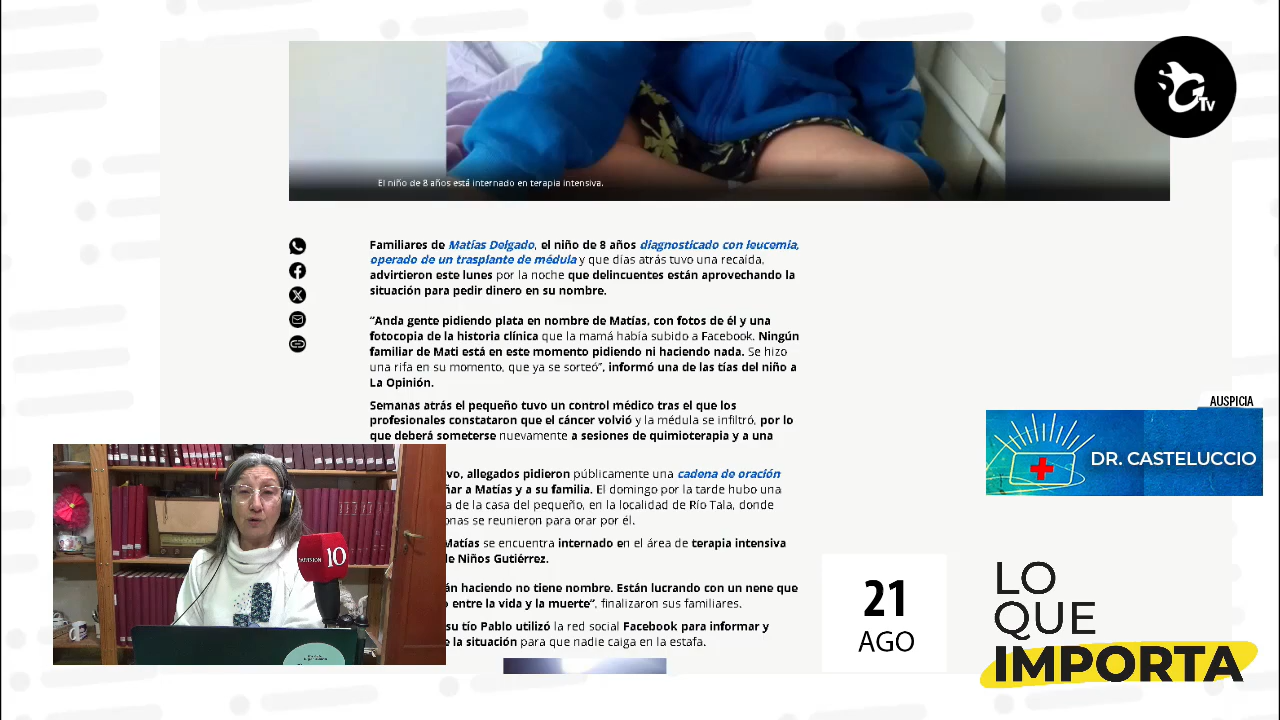 G Tv
El niño de 8 años está internado en terapia intensiva.
Familiares de Matías Delgado, el niño de 8 años diagnosticado con leucemia,
operado de un trasplante de médula y que días atrás tuvo una recaída,
advirtieron este lunes por la noche que delincuentes están aprovechando la
situación para pedir dinero en su nombre.
“Anda gente pidiendo plata en nombre de Matías, con fotos de él y una
fotocopia de la historia clínica que la mamá había subido a Facebook. Ningún
familiar de Mati está en este momento pidiendo ni haciendo nada. Se hizo
una rifa en su momento, que ya se sorteó”, informó una de las tías del niño a
La Opinión.
Semanas atrás el pequeño tuvo un control médico tras el que los
profesionales constataron que el cáncer volvió y la médula se infiltró, por lo
que deberá someterse nuevamente a sesiones de quimioterapia y a una
vo, allegados pidieron públicamente una cadena de oración
ñar a Matías y a su familia. El domingo por la tarde hubo una
a de la casa del pequeño, en la localidad de Río Tala, donde
onas se reunieron para orar por él.
Matías se encuentra internado en el área de terapia intensiva
de Niños Gutiérrez.
án haciendo no tiene nombre. Están lucrando con un nene que
o entre la vida y la muerte”, finalizaron sus familiares.
su tío Pablo utilizó la red social Facebook para informar y
e la situación para que nadie caiga en la estafa.
10
AUSPICIA
DR. CASTELUCCIO
21
AGO
LO
QUE
IMPORTA